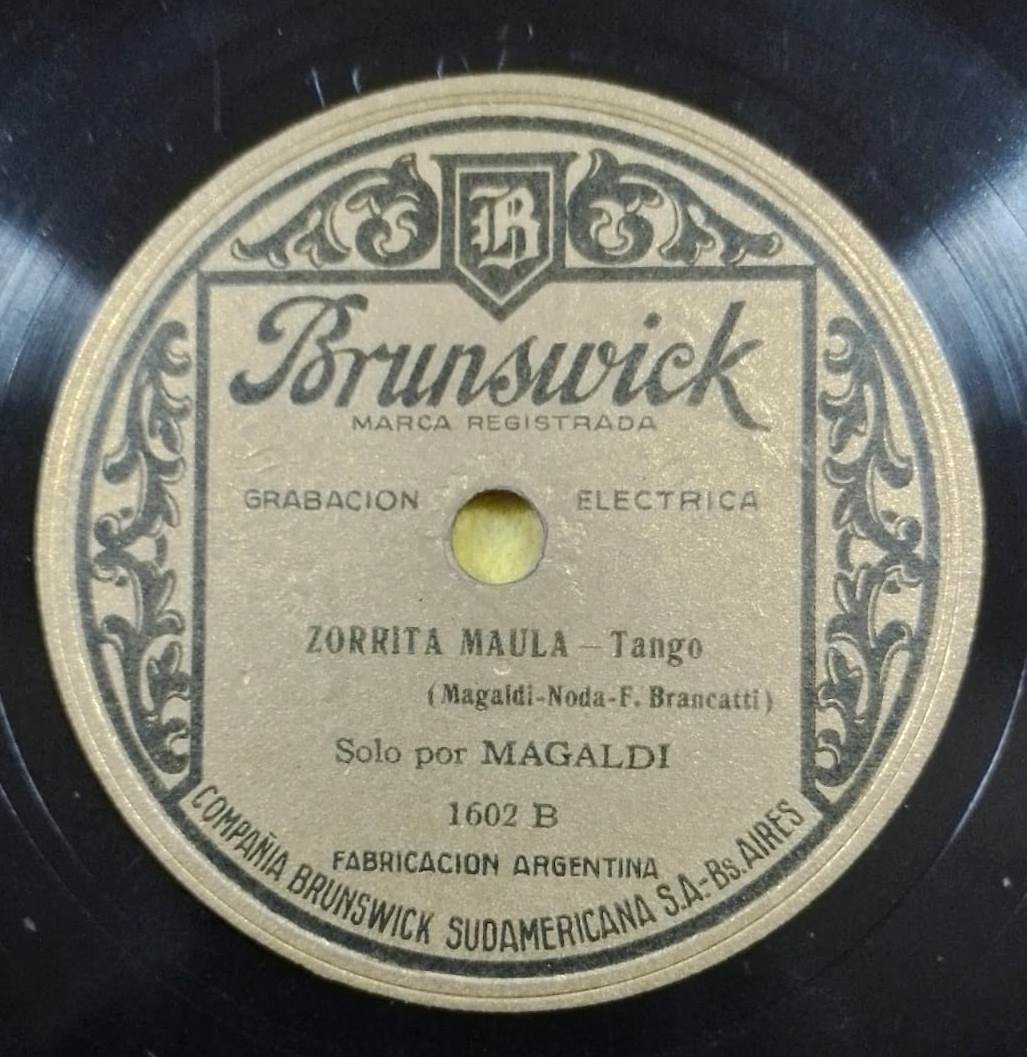 B
Brunswick
MARCA REGISTRADA
GRABACION ELECTRICA
ZORRITA MAULA – Tango
(Magaldi-Noda-F. Brancatti)
Solo por MAGALDI
1602 B
FABRICACION ARGENTINA
COMPAÑIA BRUNSWICK SUDAMERICANA S.A.-Bs. AIRES